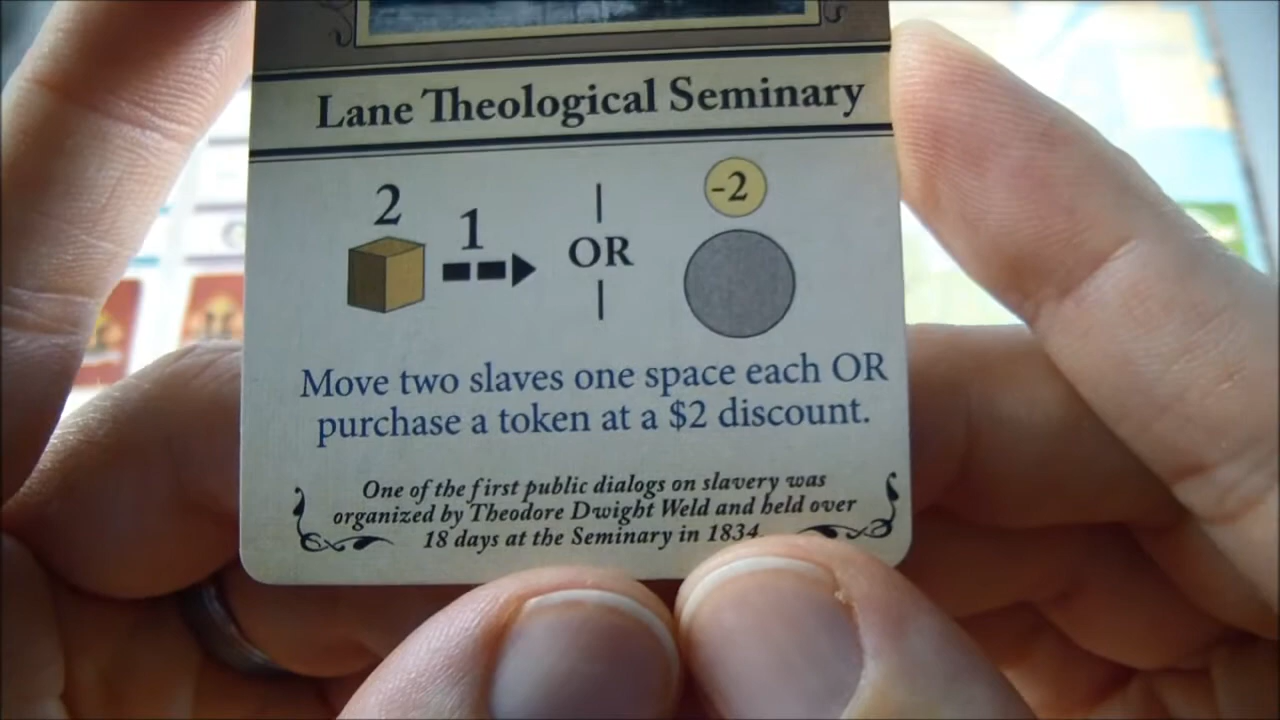 Lane Theological Seminary
2
1
OR
-2
Move two slaves one space each OR
purchase a token at a $2 discount.
One of the first public dialogs on slavery was
organized by Theodore Dwight Weld and held over
18 days at the Seminary in 1834.